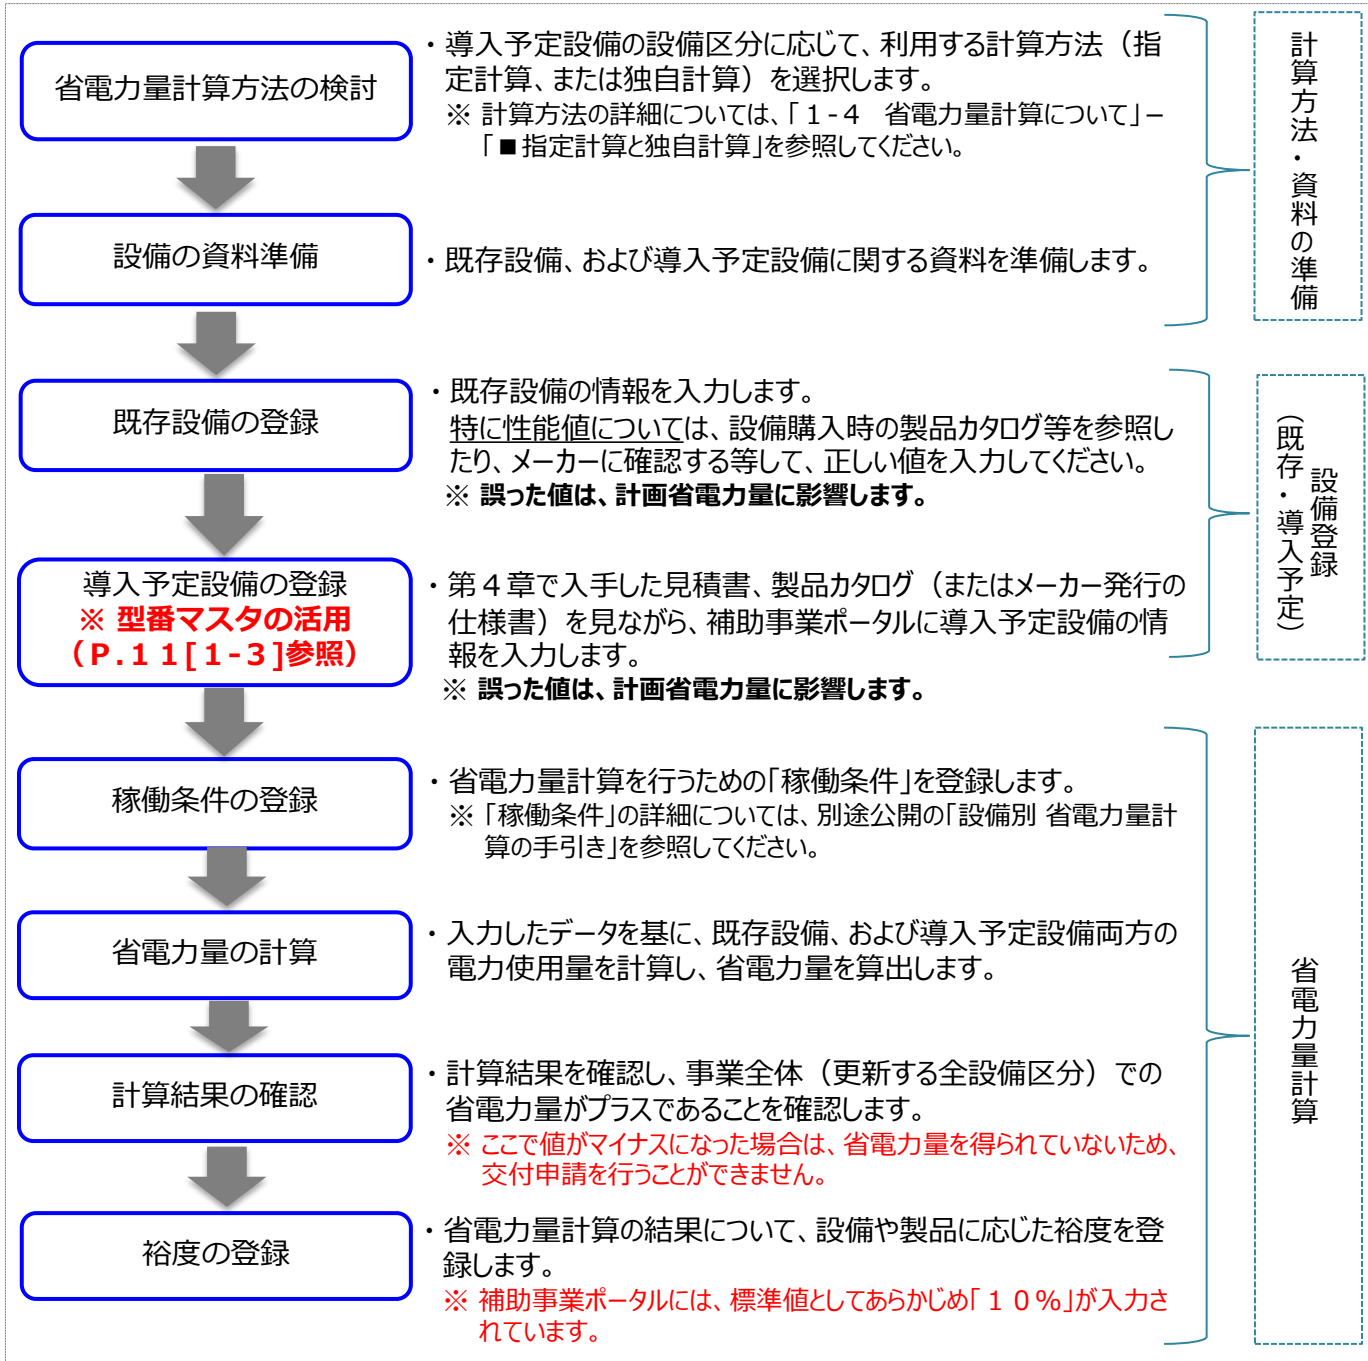 省電力量計算方法の検討
・導入予定設備の設備区分に応じて、利用する計算方法（指
定計算、または独自計算）を選択します。
※ 計算方法の詳細については、「１-４　省電力量計算について」－
「■指定計算と独自計算」を参照してください。
設備の資料準備
・既存設備、および導入予定設備に関する資料を準備します。
計算方法・資料の準備
既存設備の登録
・既存設備の情報を入力します。
特に性能値については、設備購入時の製品カタログ等を参照し
たり、メーカーに確認する等して、正しい値を入力してください。
※ 誤った値は、計画省電力量に影響します。
導入予定設備の登録
※ 型番マスタの活用
（P.１１[1-３]参照）
・第４章で入手した見積書、製品カタログ（またはメーカー発行の
仕様書）を見ながら、補助事業ポータルに導入予定設備の情
報を入力します。
※ 誤った値は、計画省電力量に影響します。
設備登録
（既存・導入予定）
稼働条件の登録
・省電力量計算を行うための「稼働条件」を登録します。
※「稼働条件」の詳細については、別途公開の「設備別 省電力量計
算の手引き」を参照してください。
省電力量の計算
・入力したデータを基に、既存設備、および導入予定設備両方の
電力使用量を計算し、省電力量を算出します。
計算結果の確認
・計算結果を確認し、事業全体（更新する全設備区分）での
省電力量がプラスであることを確認します。
※ ここで値がマイナスになった場合は、省電力量を得られていないため、
交付申請を行うことができません。
裕度の登録
・省電力量計算の結果について、設備や製品に応じた裕度を登
録します。
※ 補助事業ポータルには、標準値としてあらかじめ「１０％」が入力さ
れています。
省電力量計算